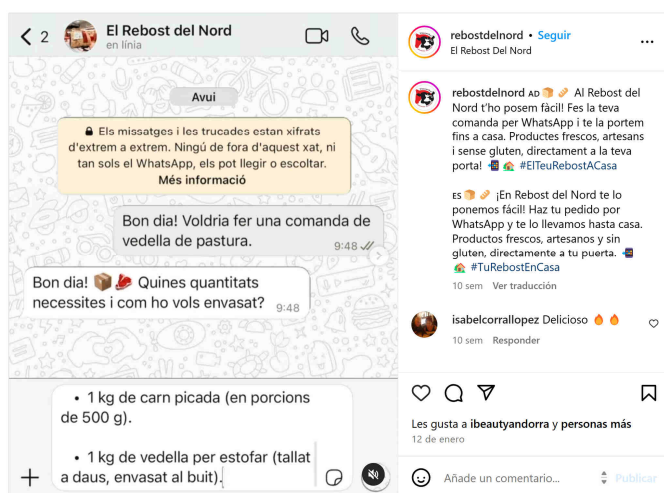 2
El Rebost del Nord
en línia
Avui
Els missatges i les trucades estan xifrats
d'extrem a extrem. Ningú de fora d'aquest xat, ni
tan sols el WhatsApp, els pot llegir o escoltar.
Més informació
Bon dia! Voldria fer una comanda de
vedella de pastura.
9:48
Bon dia! 📦🥩 Quines quantitats
necessites i com ho vols envasat?
9:48
• 1 kg de carn picada (en porcions
de 500 g).
• 1 kg de vedella per estofar (tallat
a daus, envasat al buit).
rebostdelnord • Seguir
El Rebost Del Nord
rebostdelnord AD📦🥖 Al Rebost del
Nord t'ho posem fàcil! Fes la teva
comanda per WhatsApp i te la portem
fins a casa. Productes frescos, artesans
i sense gluten, directament a la teva
porta! 📲🏡 #ElTeuRebostACasa
ES📦🥖 ¡En Rebost del Nord te lo
ponemos fácil! Haz tu pedido por
WhatsApp y te lo llevamos hasta casa.
Productos frescos, artesanos y sin
gluten, directamente a tu puerta. 📲
🏡 #TuRebostEnCasa
10 sem Ver traducción
isabelcorrallopez Delicioso 🔥🔥
10 sem Responder
Les gusta a ibeautyandorra y personas más
12 de enero
Añade un comentario...
Publicar